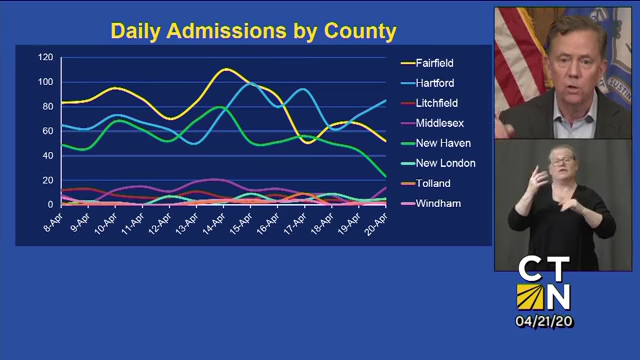 Daily Admissions by County
120
100
80
60
40
20
0
8-Apr
9-Apr
10-Apr
11-Apr
12-Apr
13-Apr
14-Apr
15-Apr
16-Apr
17-Apr
18-Apr
19-Apr
20-Apr
Fairfield
Hartford
Litchfield
Middlesex
New Haven
New London
Tolland
Windham
CT
N
04/21/20